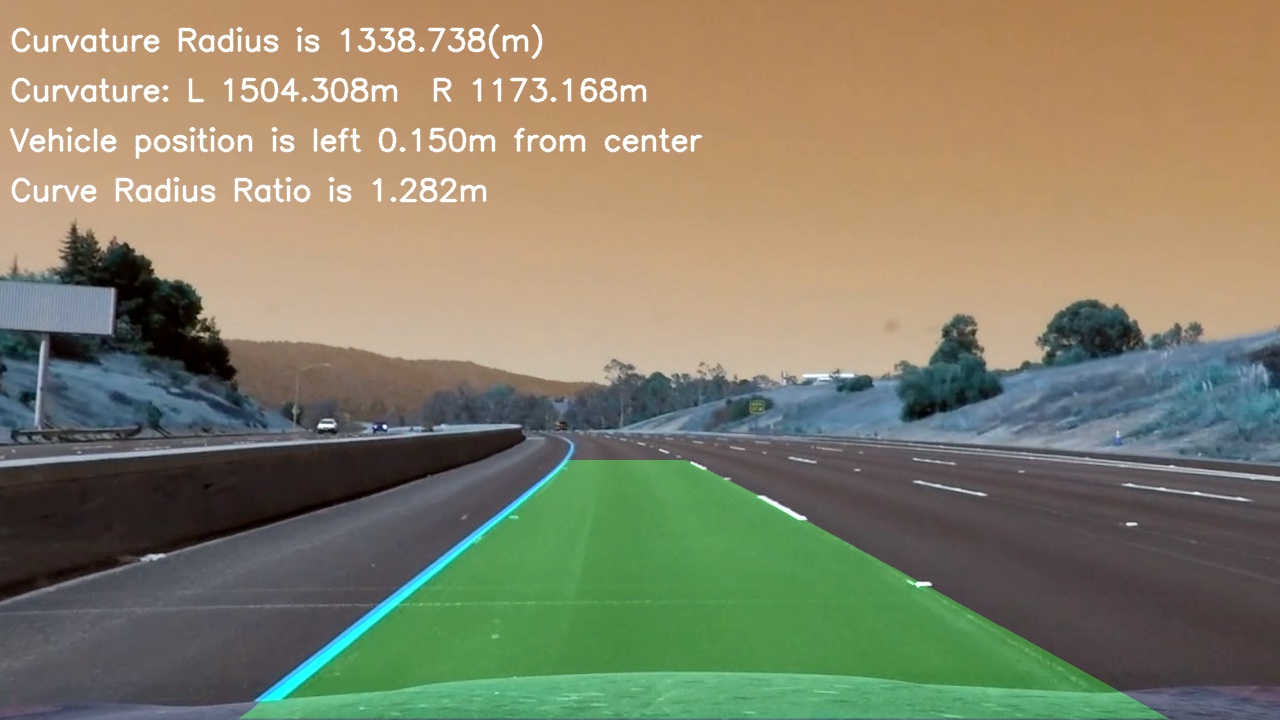 Curvature Radius is 1338.738(m)
Curvature: L 1504.308m R 1173.168m
Vehicle position is left 0.150m from center
Curve Radius Ratio is 1.282m